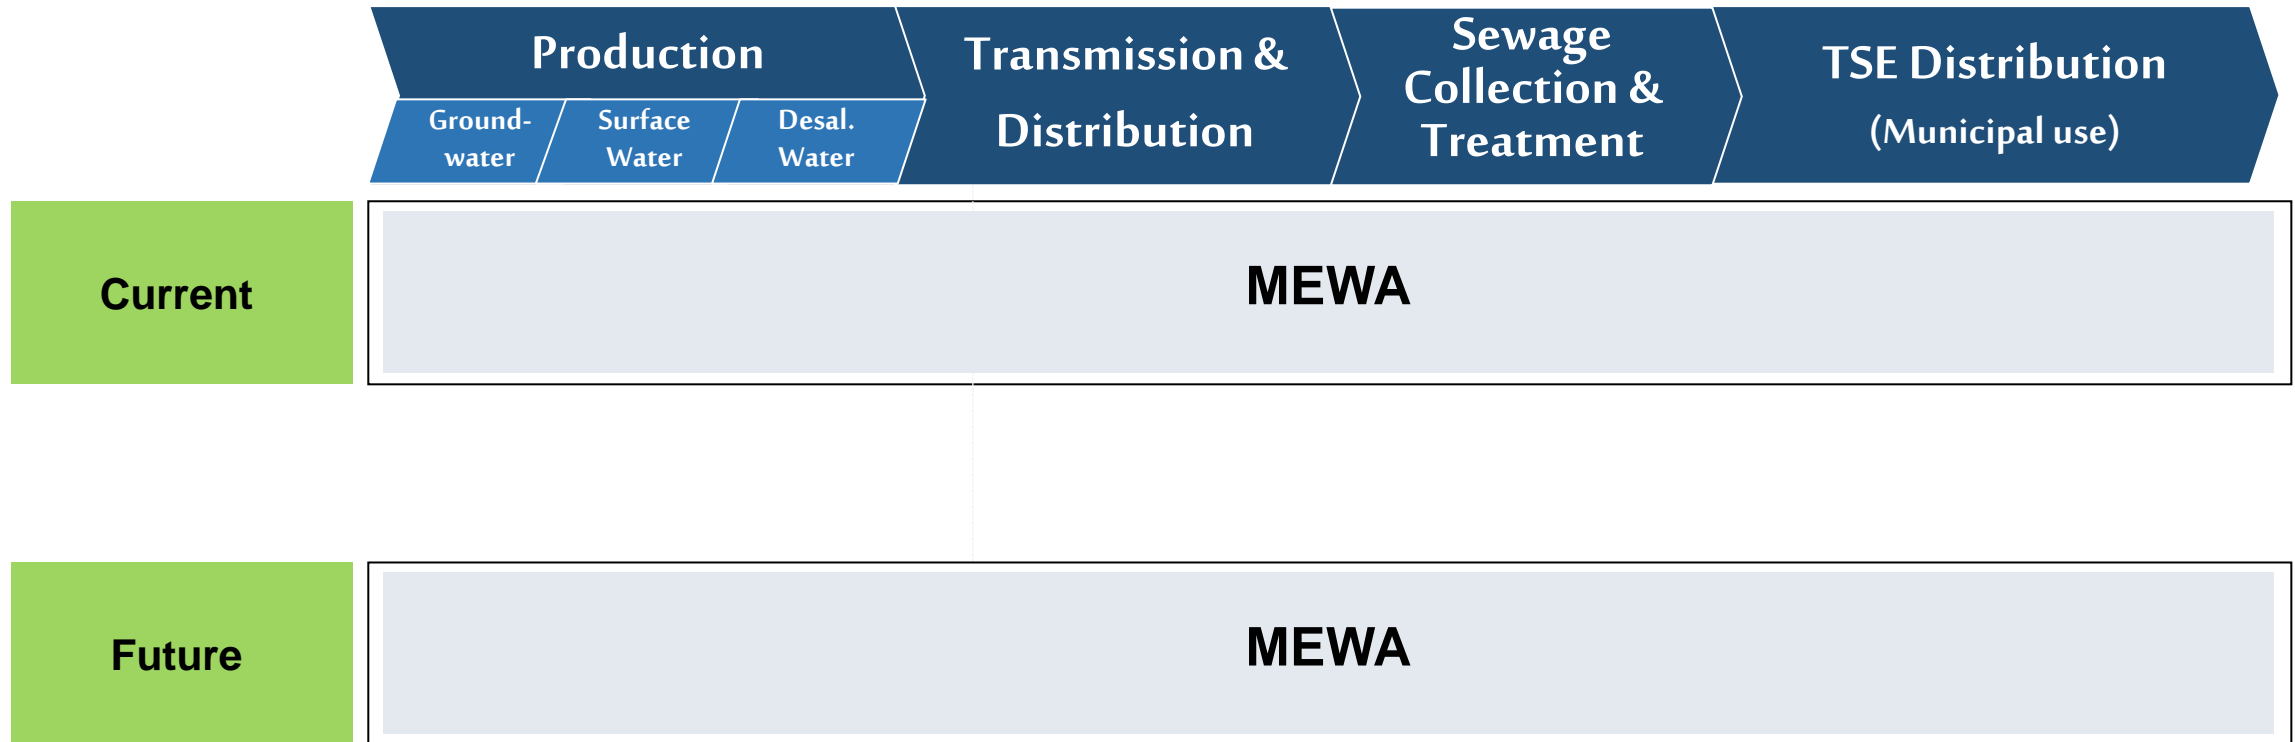 Production
Ground-
water
Surface
Water
Desal.
Water
Transmission &
Distribution
Sewage
Collection &
Treatment
TSE Distribution
(Municipal use)
Current
MEWA
Future
MEWA